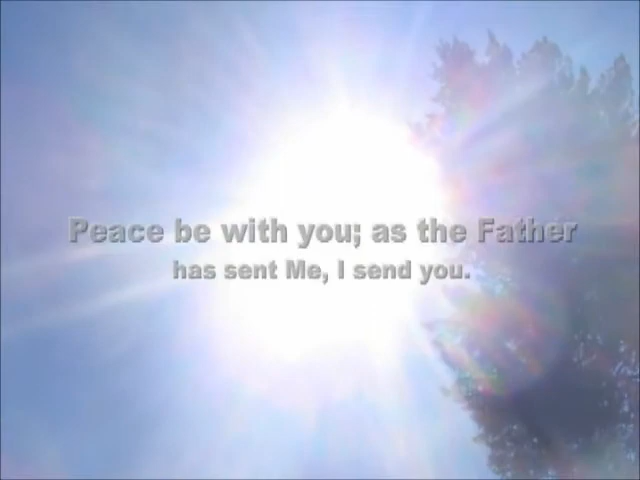 Peace be with you; as the Father
has sent Me, I send you.